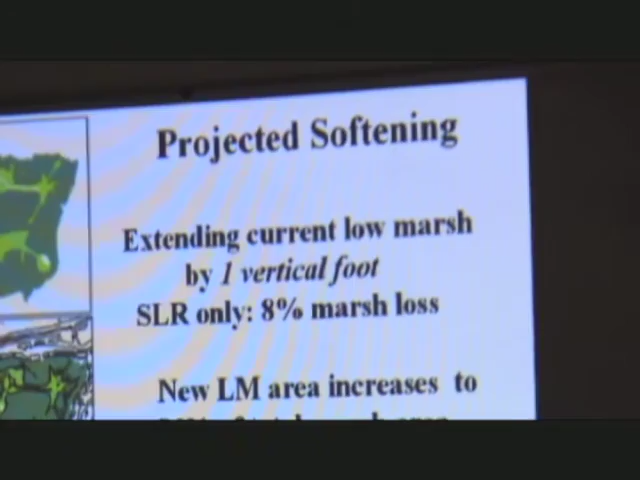 Projected Softening
Extending current low marsh
by 1 vertical foot
SLR only: 8% marsh loss
New LM area increases to